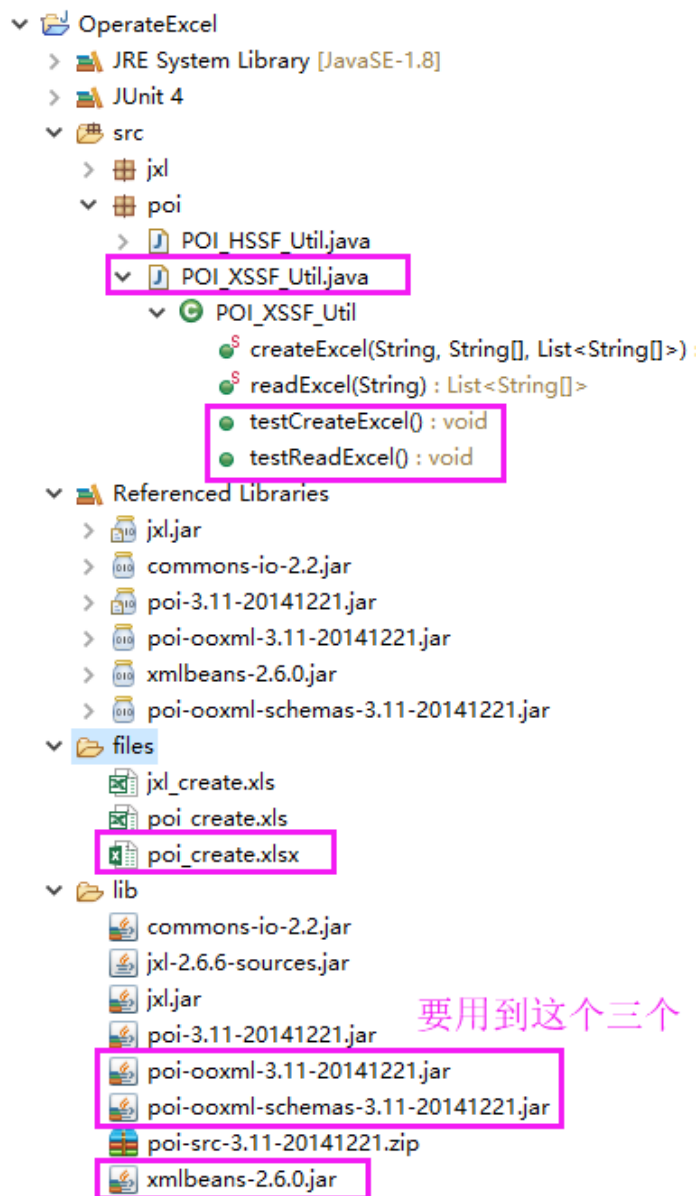 OperateExcel
JRE System Library [JavaSE-1.8]
JUnit 4
src
jxl
poi
POI_HSSF_Util.java
POI_XSSF_Util.java
POI_XSSF_Util
createExcel(String, String[], List<String[]>) :
readExcel(String) : List<String[]>
testCreateExcel() : void
testReadExcel() : void
Referenced Libraries
jxl.jar
commons-io-2.2.jar
poi-3.11-20141221.jar
poi-ooxml-3.11-20141221.jar
xmlbeans-2.6.0.jar
poi-ooxml-schemas-3.11-20141221.jar
files
jxl_create.xls
poi_create.xls
poi_create.xlsx
lib
commons-io-2.2.jar
jxl-2.6.6-sources.jar
jxl.jar
要用到这个三个
poi-3.11-20141221.jar
poi-ooxml-3.11-20141221.jar
poi-ooxml-schemas-3.11-20141221.jar
poi-src-3.11-20141221.zip
xmlbeans-2.6.0.jar